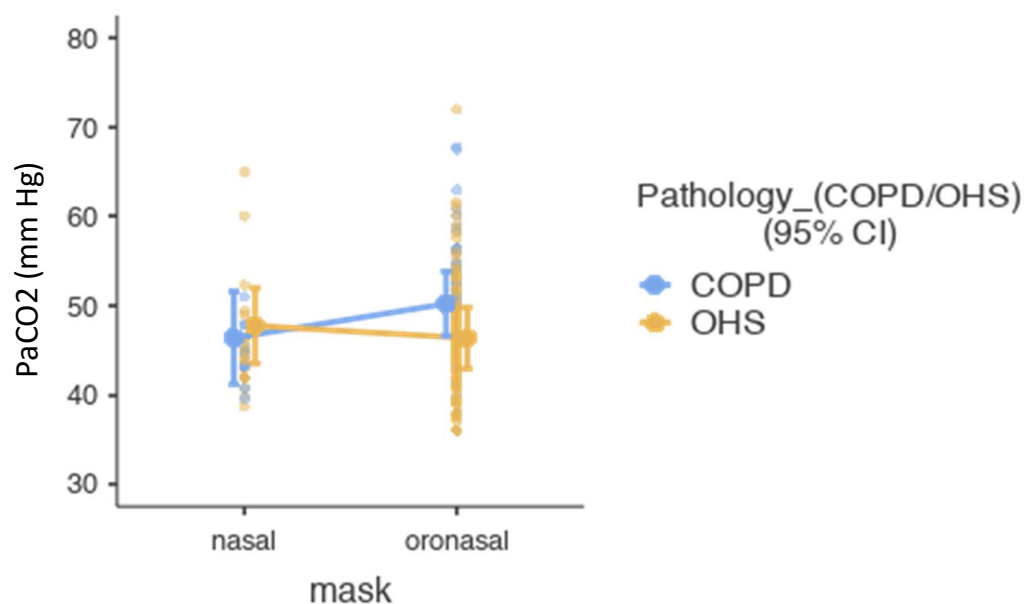 PaCO2 (mm Hg)
80
70
60
50
40
30
nasal
oronasal
mask
Pathology_(COPD/OHS)
(95% CI)
COPD
OHS